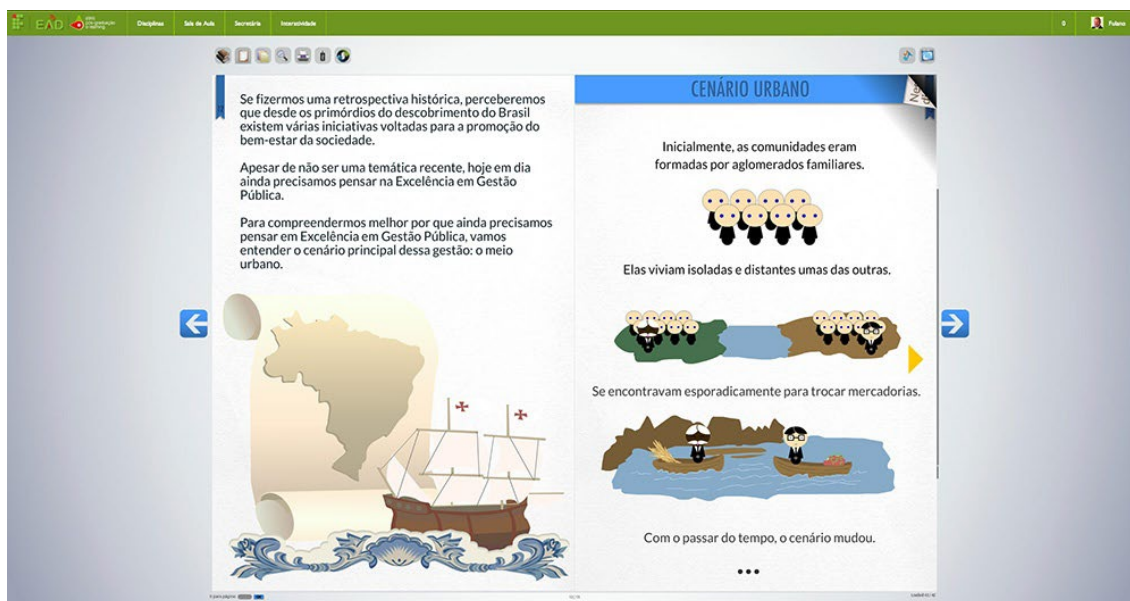 EAD
Disciplinas
Sala de Aula
Secretária
Interatividade
0
Fulano
Se fizermos uma retrospectiva histórica, perceberemos
que desde os primórdios do descobrimento do Brasil
existem várias iniciativas voltadas para a promoção do
bem-estar da sociedade.
Apesar de não ser uma temática recente, hoje em dia
ainda precisamos pensar na Excelência em Gestão
Pública.
Para compreendermos melhor por que ainda precisamos
pensar em Excelência em Gestão Pública, vamos
entender o cenário principal dessa gestão: o meio
urbano.
CENÁRIO URBANO
Inicialmente, as comunidades eram
formadas por aglomerados familiares.
Elas viviam isoladas e distantes umas das outras.
Se encontravam esporadicamente para trocar mercadorias.
Com o passar do tempo, o cenário mudou.
•••